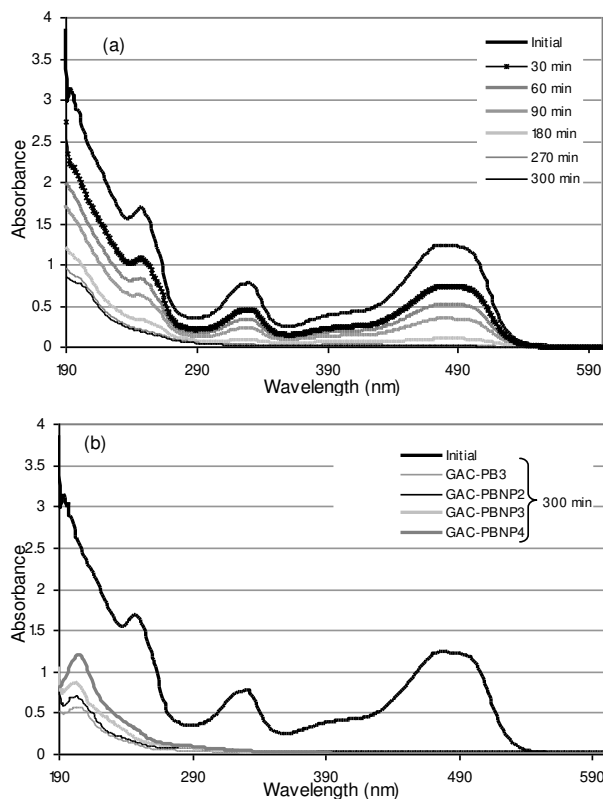 (a)
Absorbance
4
3.5
3
2.5
2
1.5
1
0.5
0
190 290 390 490 590
Wavelength (nm)
Initial
30 min
60 min
90 min
180 min
270 min
300 min
(b)
Absorbance
4
3.5
3
2.5
2
1.5
1
0.5
0
190 290 390 490 590
Wavelength (nm)
Initial
GAC-PB3
GAC-PBNP2
GAC-PBNP3
GAC-PBNP4
300 min